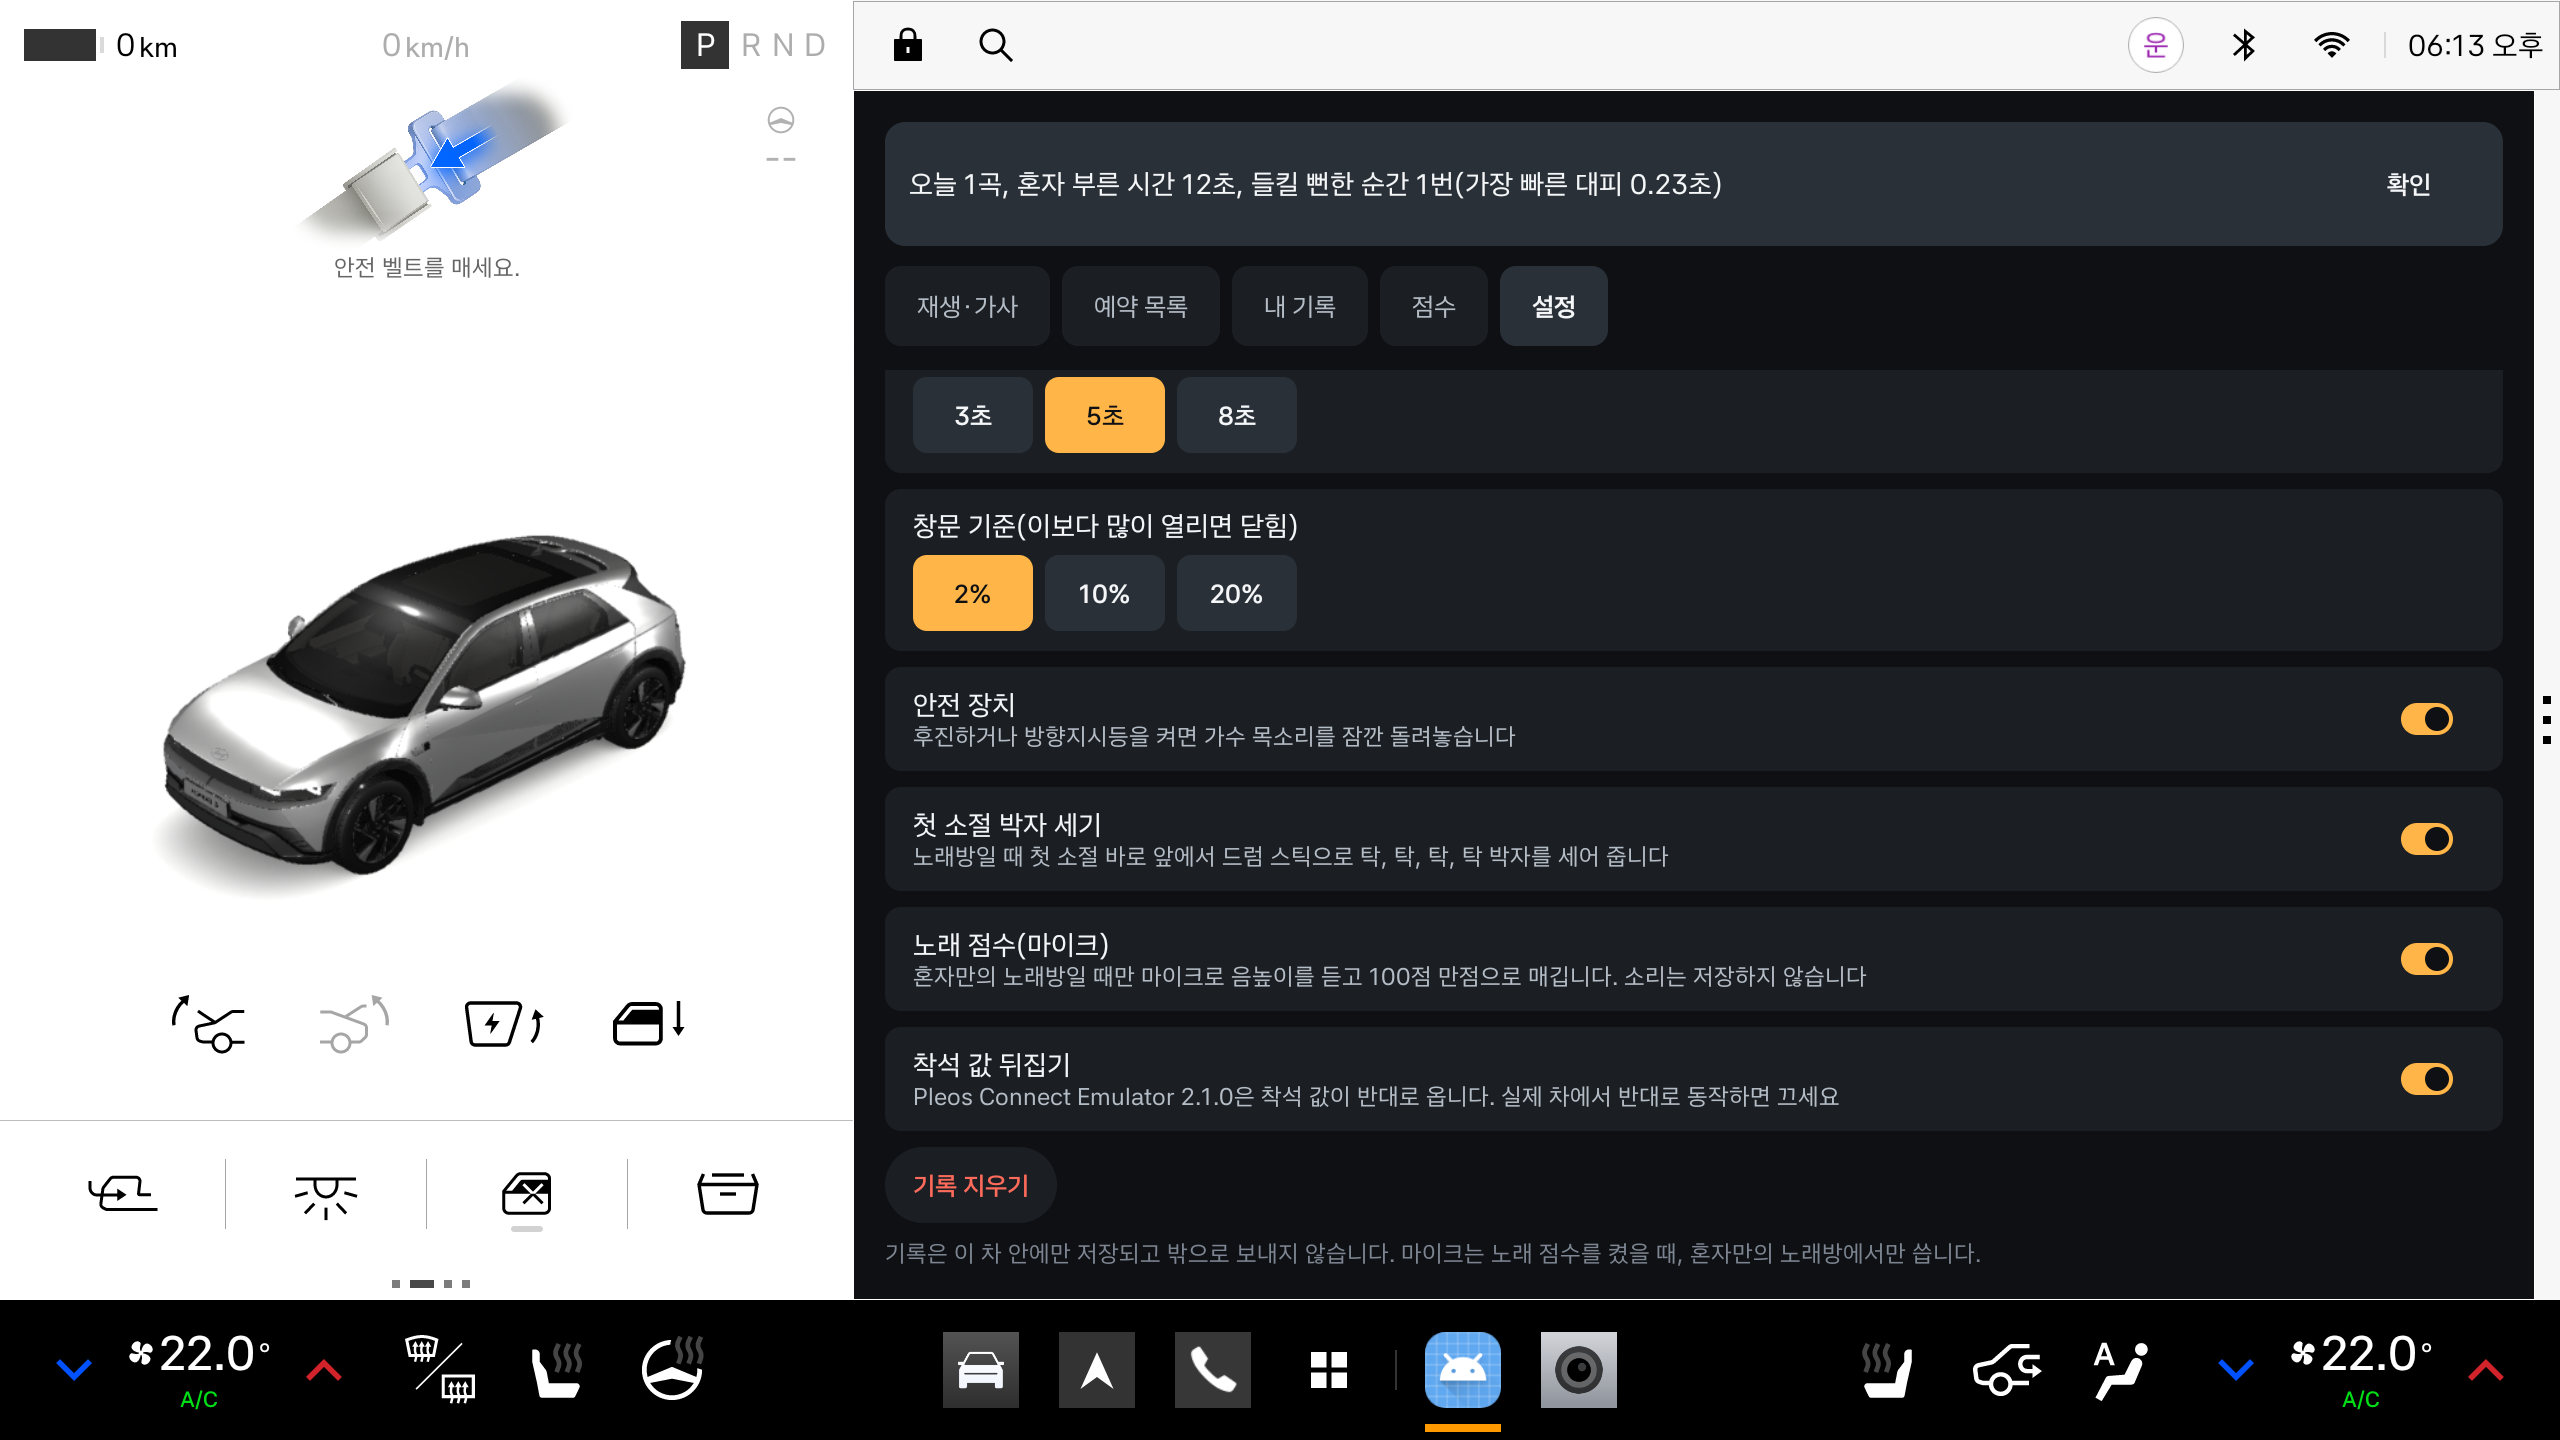 0 km
0 km/h
P R N D
06:13 오후
운
안전 벨트를 매세요.
오늘 1곡, 혼자 부른 시간 12초, 들킬 뻔한 순간 1번(가장 빠른 대피 0.23초)
확인
재생·가사
예약 목록
내 기록
점수
설정
3초
5초
8초
창문 기준(이보다 많이 열리면 닫힘)
2%
10%
20%
안전 장치
후진하거나 방향지시등을 켜면 가수 목소리를 잠깐 돌려놓습니다
첫 소절 박자 세기
노래방일 때 첫 소절 바로 앞에서 드럼 스틱으로 탁, 탁, 탁, 탁 박자를 세어 줍니다
노래 점수(마이크)
혼자만의 노래방일 때만 마이크로 음높이를 듣고 100점 만점으로 매깁니다. 소리는 저장하지 않습니다
착석 값 뒤집기
Pleos Connect Emulator 2.1.0은 착석 값이 반대로 옵니다. 실제 차에서 반대로 동작하면 끄세요
기록 지우기
기록은 이 차 안에만 저장되고 밖으로 보내지 않습니다. 마이크는 노래 점수를 켰을 때, 혼자만의 노래방에서만 씁니다.
22.0°
A/C
A
22.0°
A/C